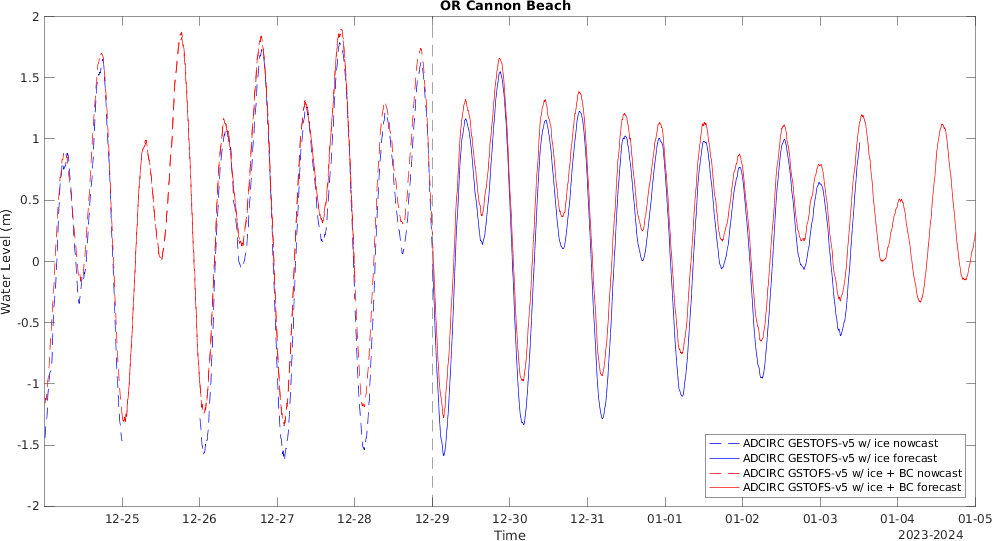 OR Cannon Beach
2
1.5
1
0.5
0
-0.5
-1
-1.5
-2
Water Level (m)
12-25 12-26 12-27 12-28 12-29 12-30 12-31 01-01 01-02 01-03 01-04 01-05
Time
2023-2024
ADCIRC GESTOFS-v5 w/ ice nowcast
ADCIRC GESTOFS-v5 w/ ice forecast
ADCIRC GSTOFS-v5 w/ ice + BC nowcast
ADCIRC GSTOFS-v5 w/ ice + BC forecast